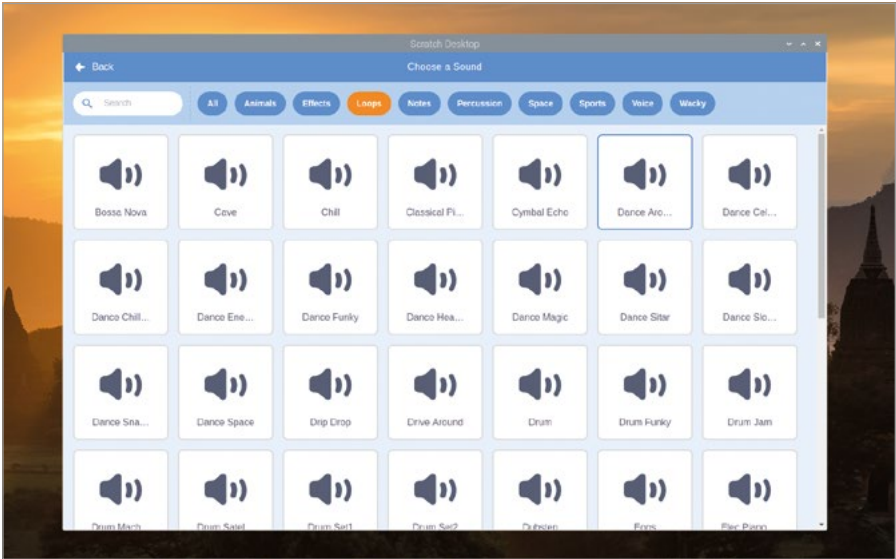 Scratch Desktop
Back
Choose a Sound
Search
All Animals Effects Loops Notes Percussion Space Sports Voice Wacky
Bossa Nova Cave Chill Classical Pi... Cymbal Echo Dance Aro... Dance Cel...
Dance Chill... Dance Ene... Dance Funky Dance Hea... Dance Magic Dance Sitar Dance Slo...
Dance Sna... Dance Space Drip Drop Drive Around Drum Drum Funky Drum Jam
Drum Mach... Drum Satel... Drum Set1 Drum Set2 Dubstep Eggs Elec Piano